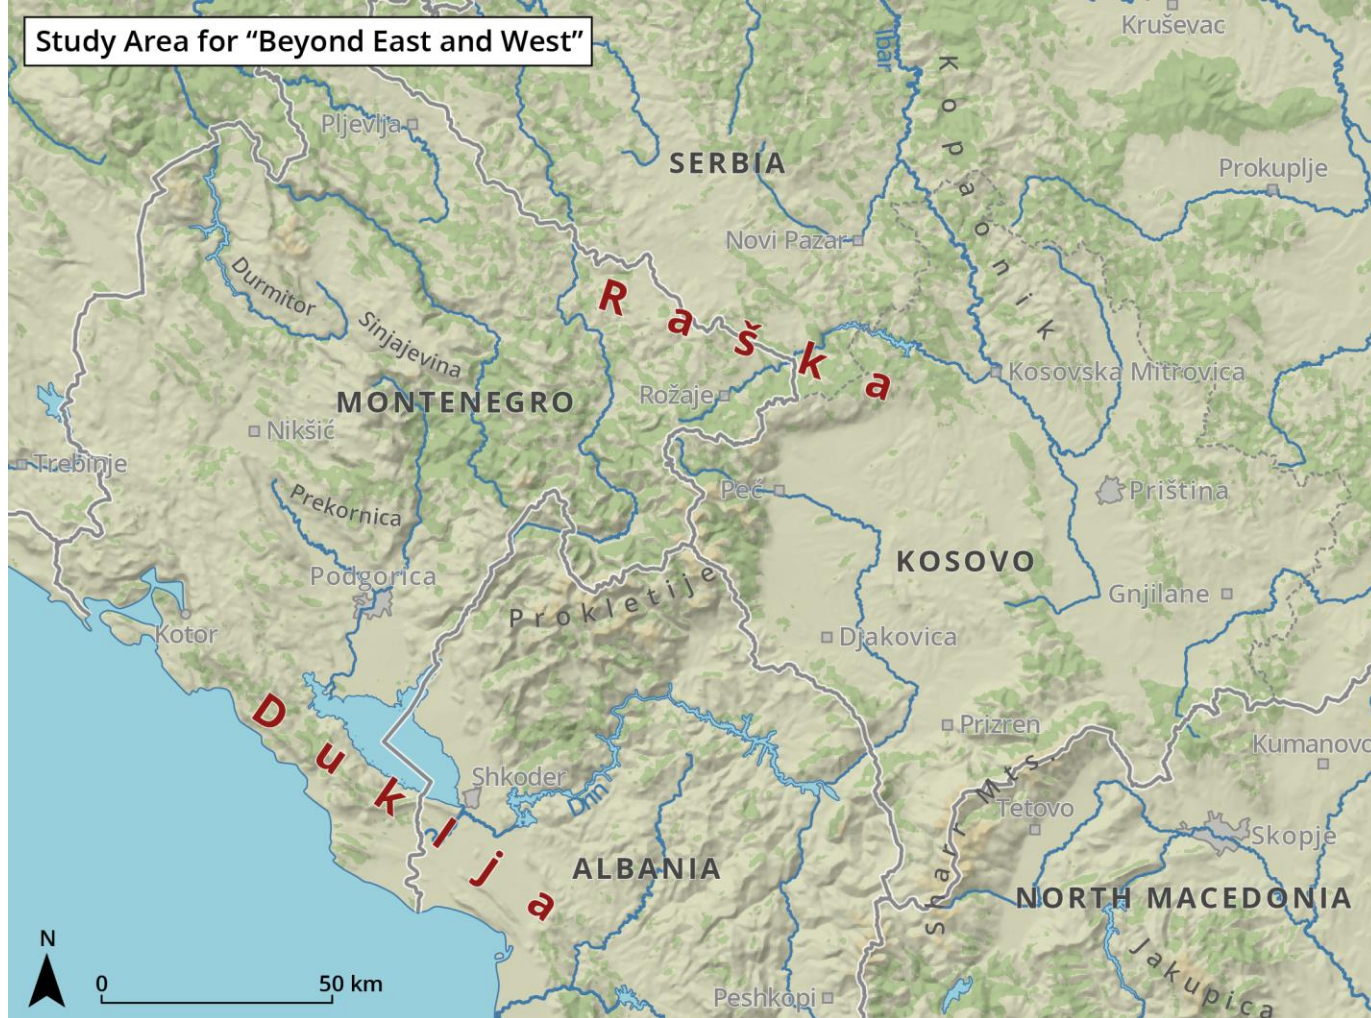 Study Area for “Beyond East and West”
Kruševac
Ibar
Kopaonik
Pljevlja
SERBIA
Prokuplje
Novi Pazar
Durmitor
Raška
Sinjajevina
Kosovska Mitrovica
Rožaje
MONTENEGRO
Nikšić
Trebinje
Peć
Priština
Prekornica
KOSOVO
Podgorica
Prokletije
Gnjilane
Kotor
Djakovica
Duklja
Prizren
Kumanovo
Shkoder
Drin
Sharr Mts.
Tetovo
Skopje
ALBANIA
NORTH MACEDONIA
N
0 50 km
Peshkopi
Jakupica